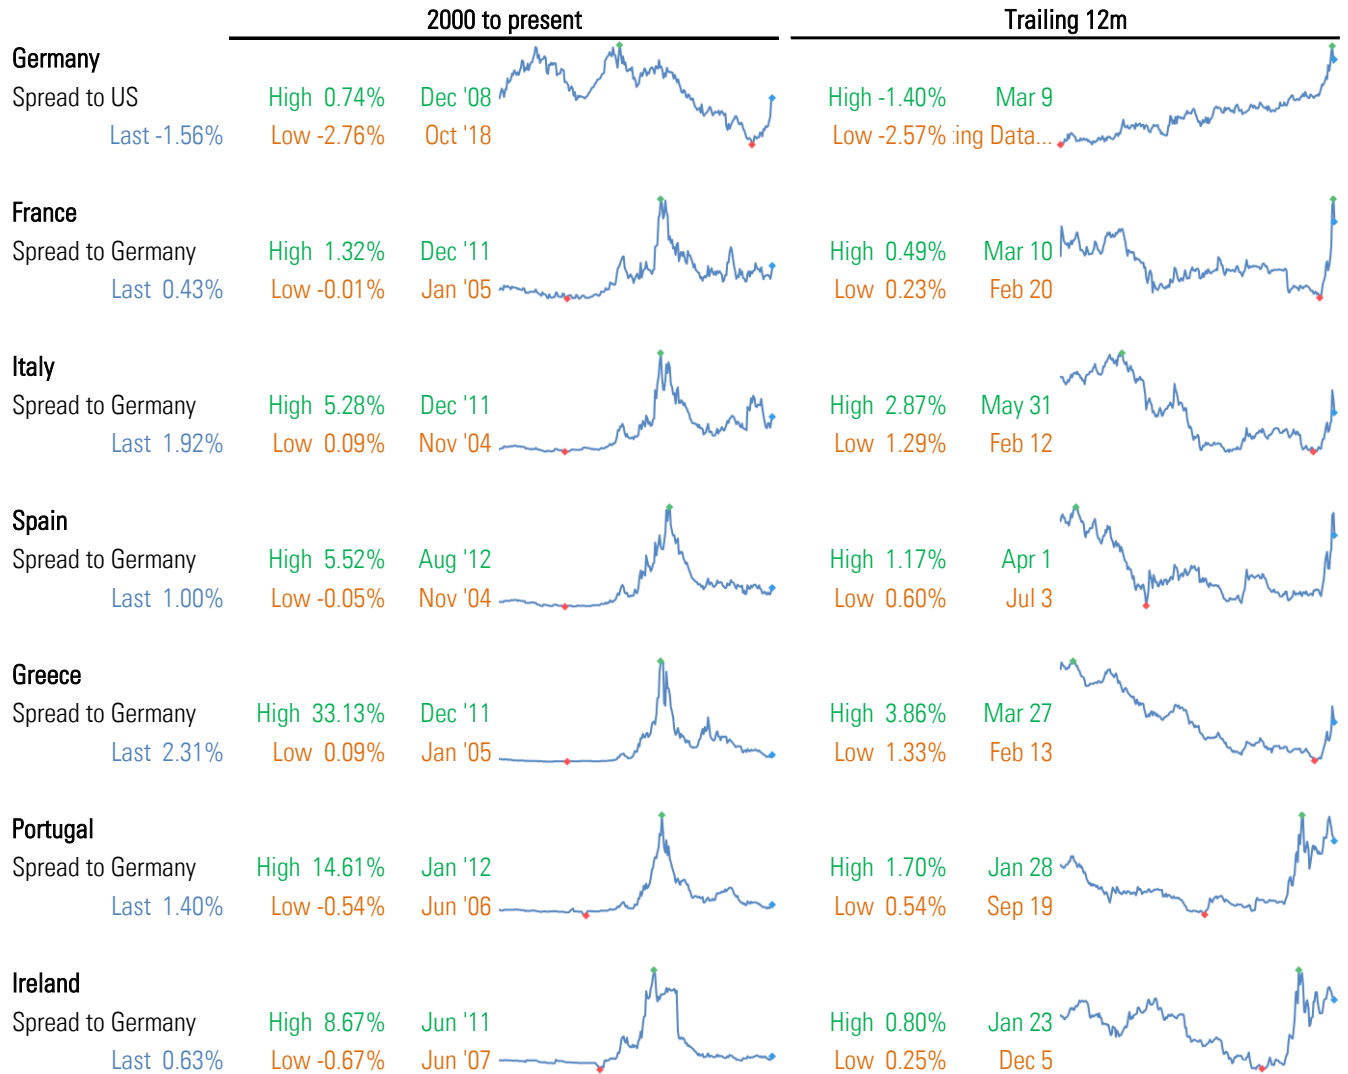 2000 to present Trailing 12m
Germany
Spread to US High 0.74% Dec '08 High -1.40% Mar 9
Last -1.56% Low -2.76% Oct '18 Low -2.57% ing Data...
France
Spread to Germany High 1.32% Dec '11 High 0.49% Mar 10
Last 0.43% Low -0.01% Jan '05 Low 0.23% Feb 20
Italy
Spread to Germany High 5.28% Dec '11 High 2.87% May 31
Last 1.92% Low 0.09% Nov '04 Low 1.29% Feb 12
Spain
Spread to Germany High 5.52% Aug '12 High 1.17% Apr 1
Last 1.00% Low -0.05% Nov '04 Low 0.60% Jul 3
Greece
Spread to Germany High 33.13% Dec '11 High 3.86% Mar 27
Last 2.31% Low 0.09% Jan '05 Low 1.33% Feb 13
Portugal
Spread to Germany High 14.61% Jan '12 High 1.70% Jan 28
Last 1.40% Low -0.54% Jun '06 Low 0.54% Sep 19
Ireland
Spread to Germany High 8.67% Jun '11 High 0.80% Jan 23
Last 0.63% Low -0.67% Jun '07 Low 0.25% Dec 5